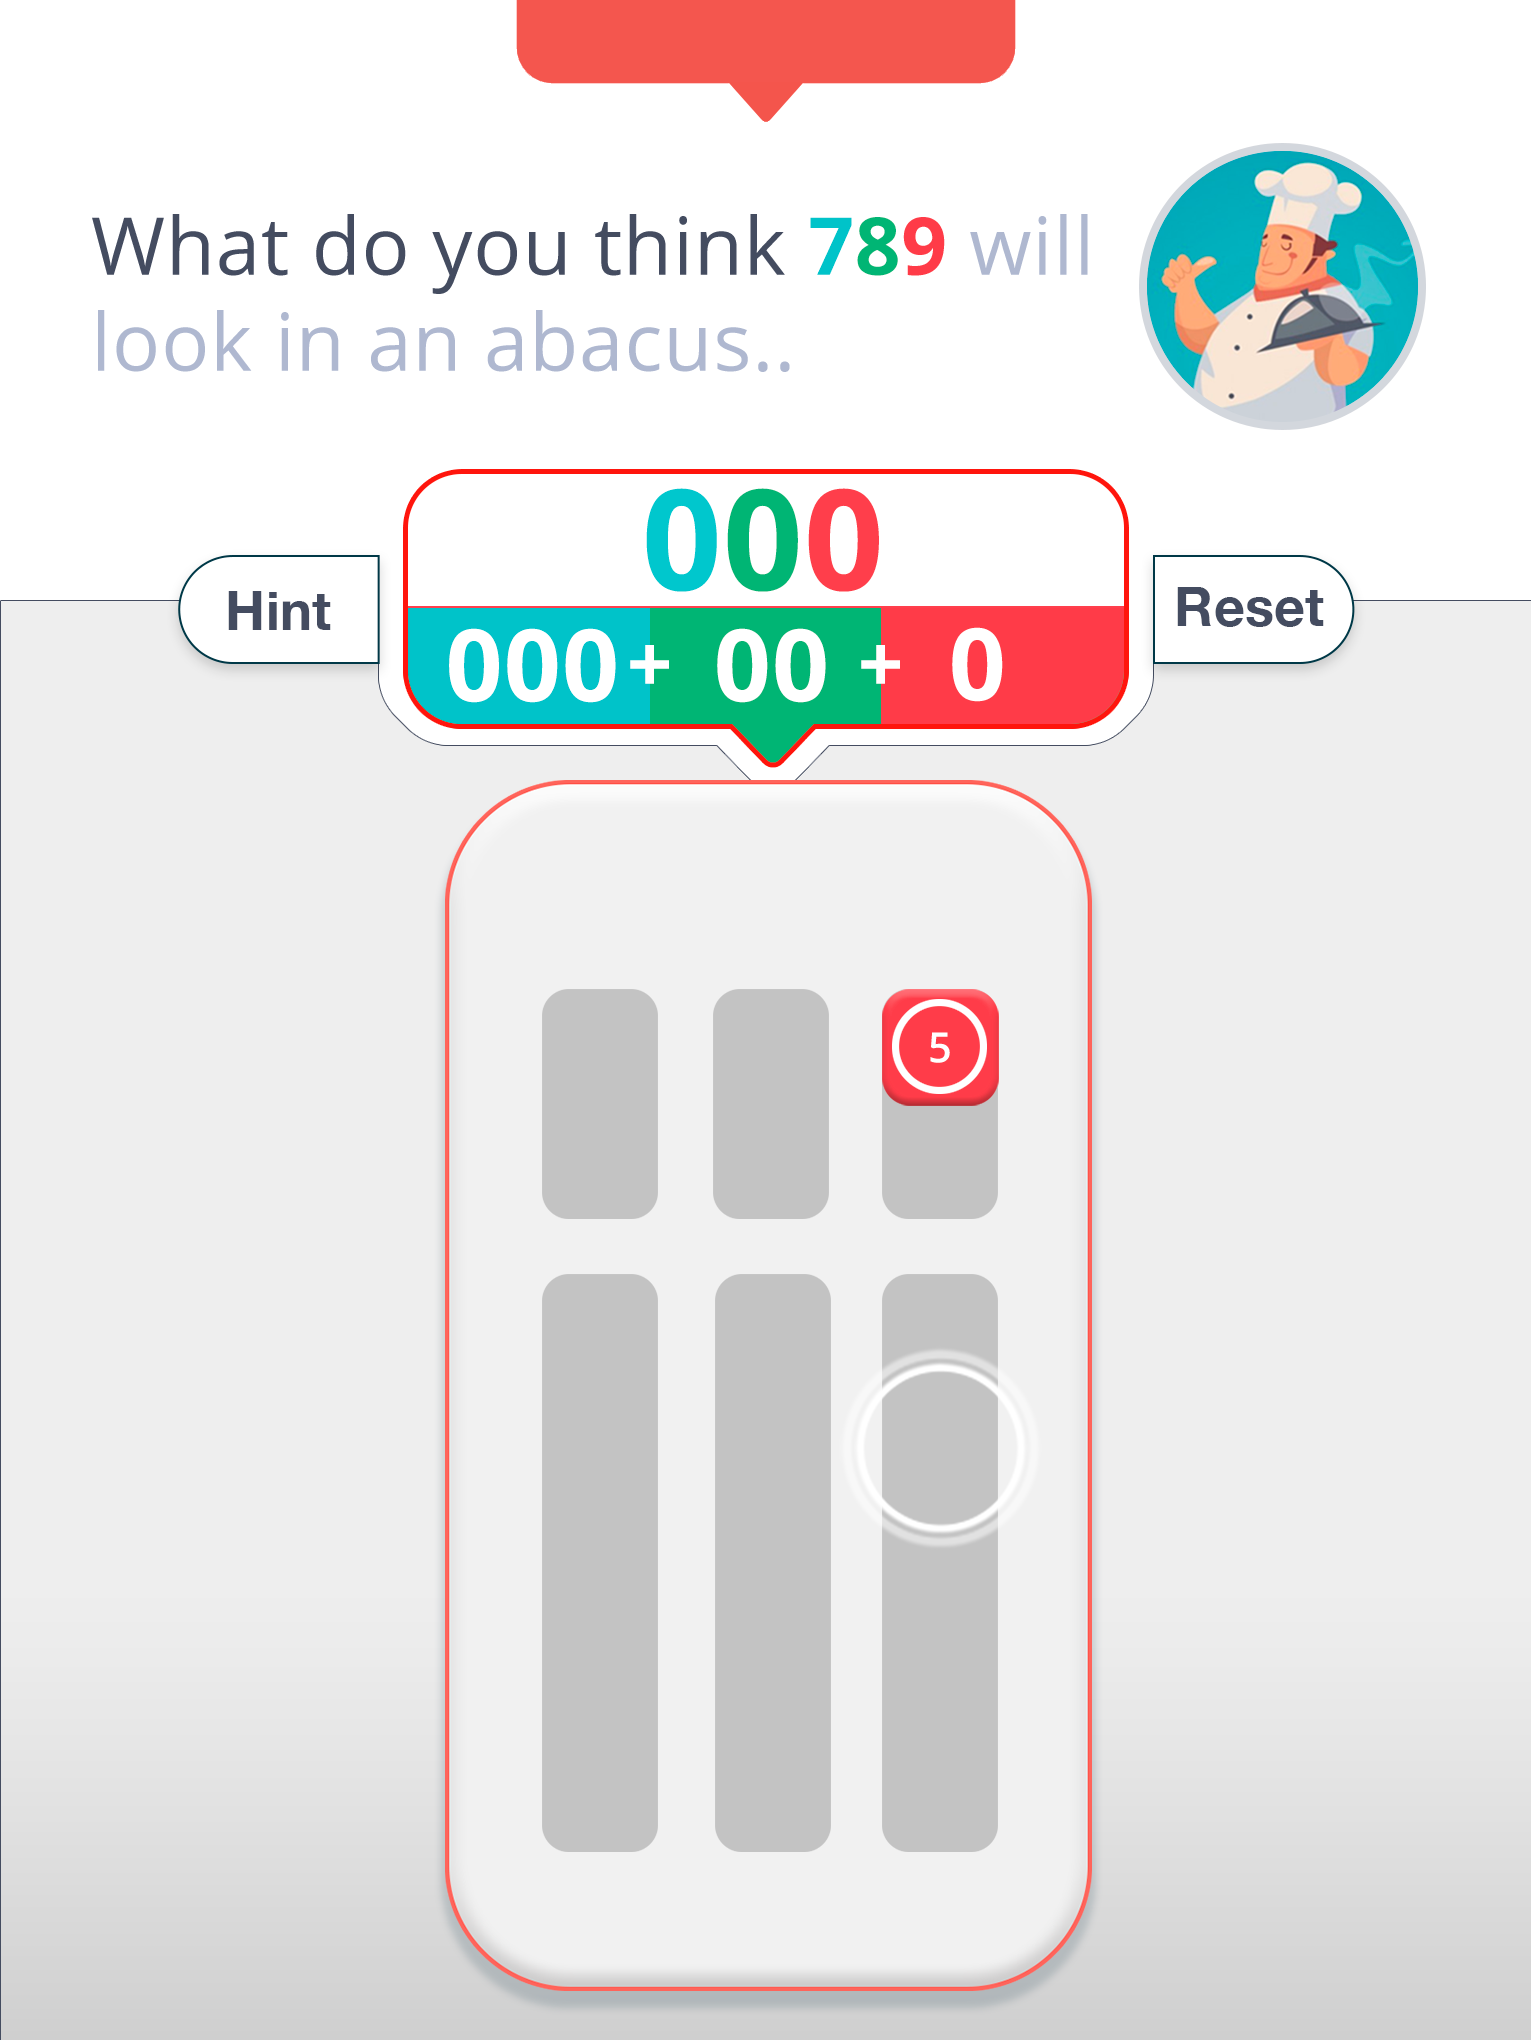 What do you think 789 will
look in an abacus..
000
Hint
Reset
000 + 00 + 0
5